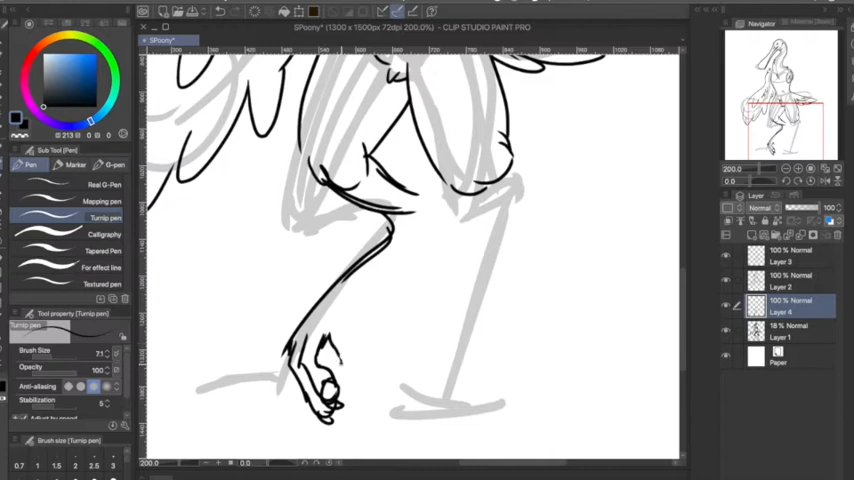 SPoony* (1300 x 1500px 72dpi 200.0%) - CLIP STUDIO PAINT PRO
SPoony*
Navigator
Sub Tool [Pen]
Pen
Marker
G-pen
Real G-Pen
Mapping pen
Turnip pen
Calligraphy
Tapered Pen
For effect line
Textured pen
Tool property [Turnip pen]
Turnip pen
Brush Size 7.1
Opacity 100
Anti-aliasing
Stabilization 5
Adjust by speed
Brush size [Turnip pen]
0.7 1 1.5 2 2.5 3
200.0 0.0
200.0
0.0
Layer
Normal 100
100 % Normal
Layer 3
100 % Normal
Layer 2
100 % Normal
Layer 4
18 % Normal
Layer 1
Paper